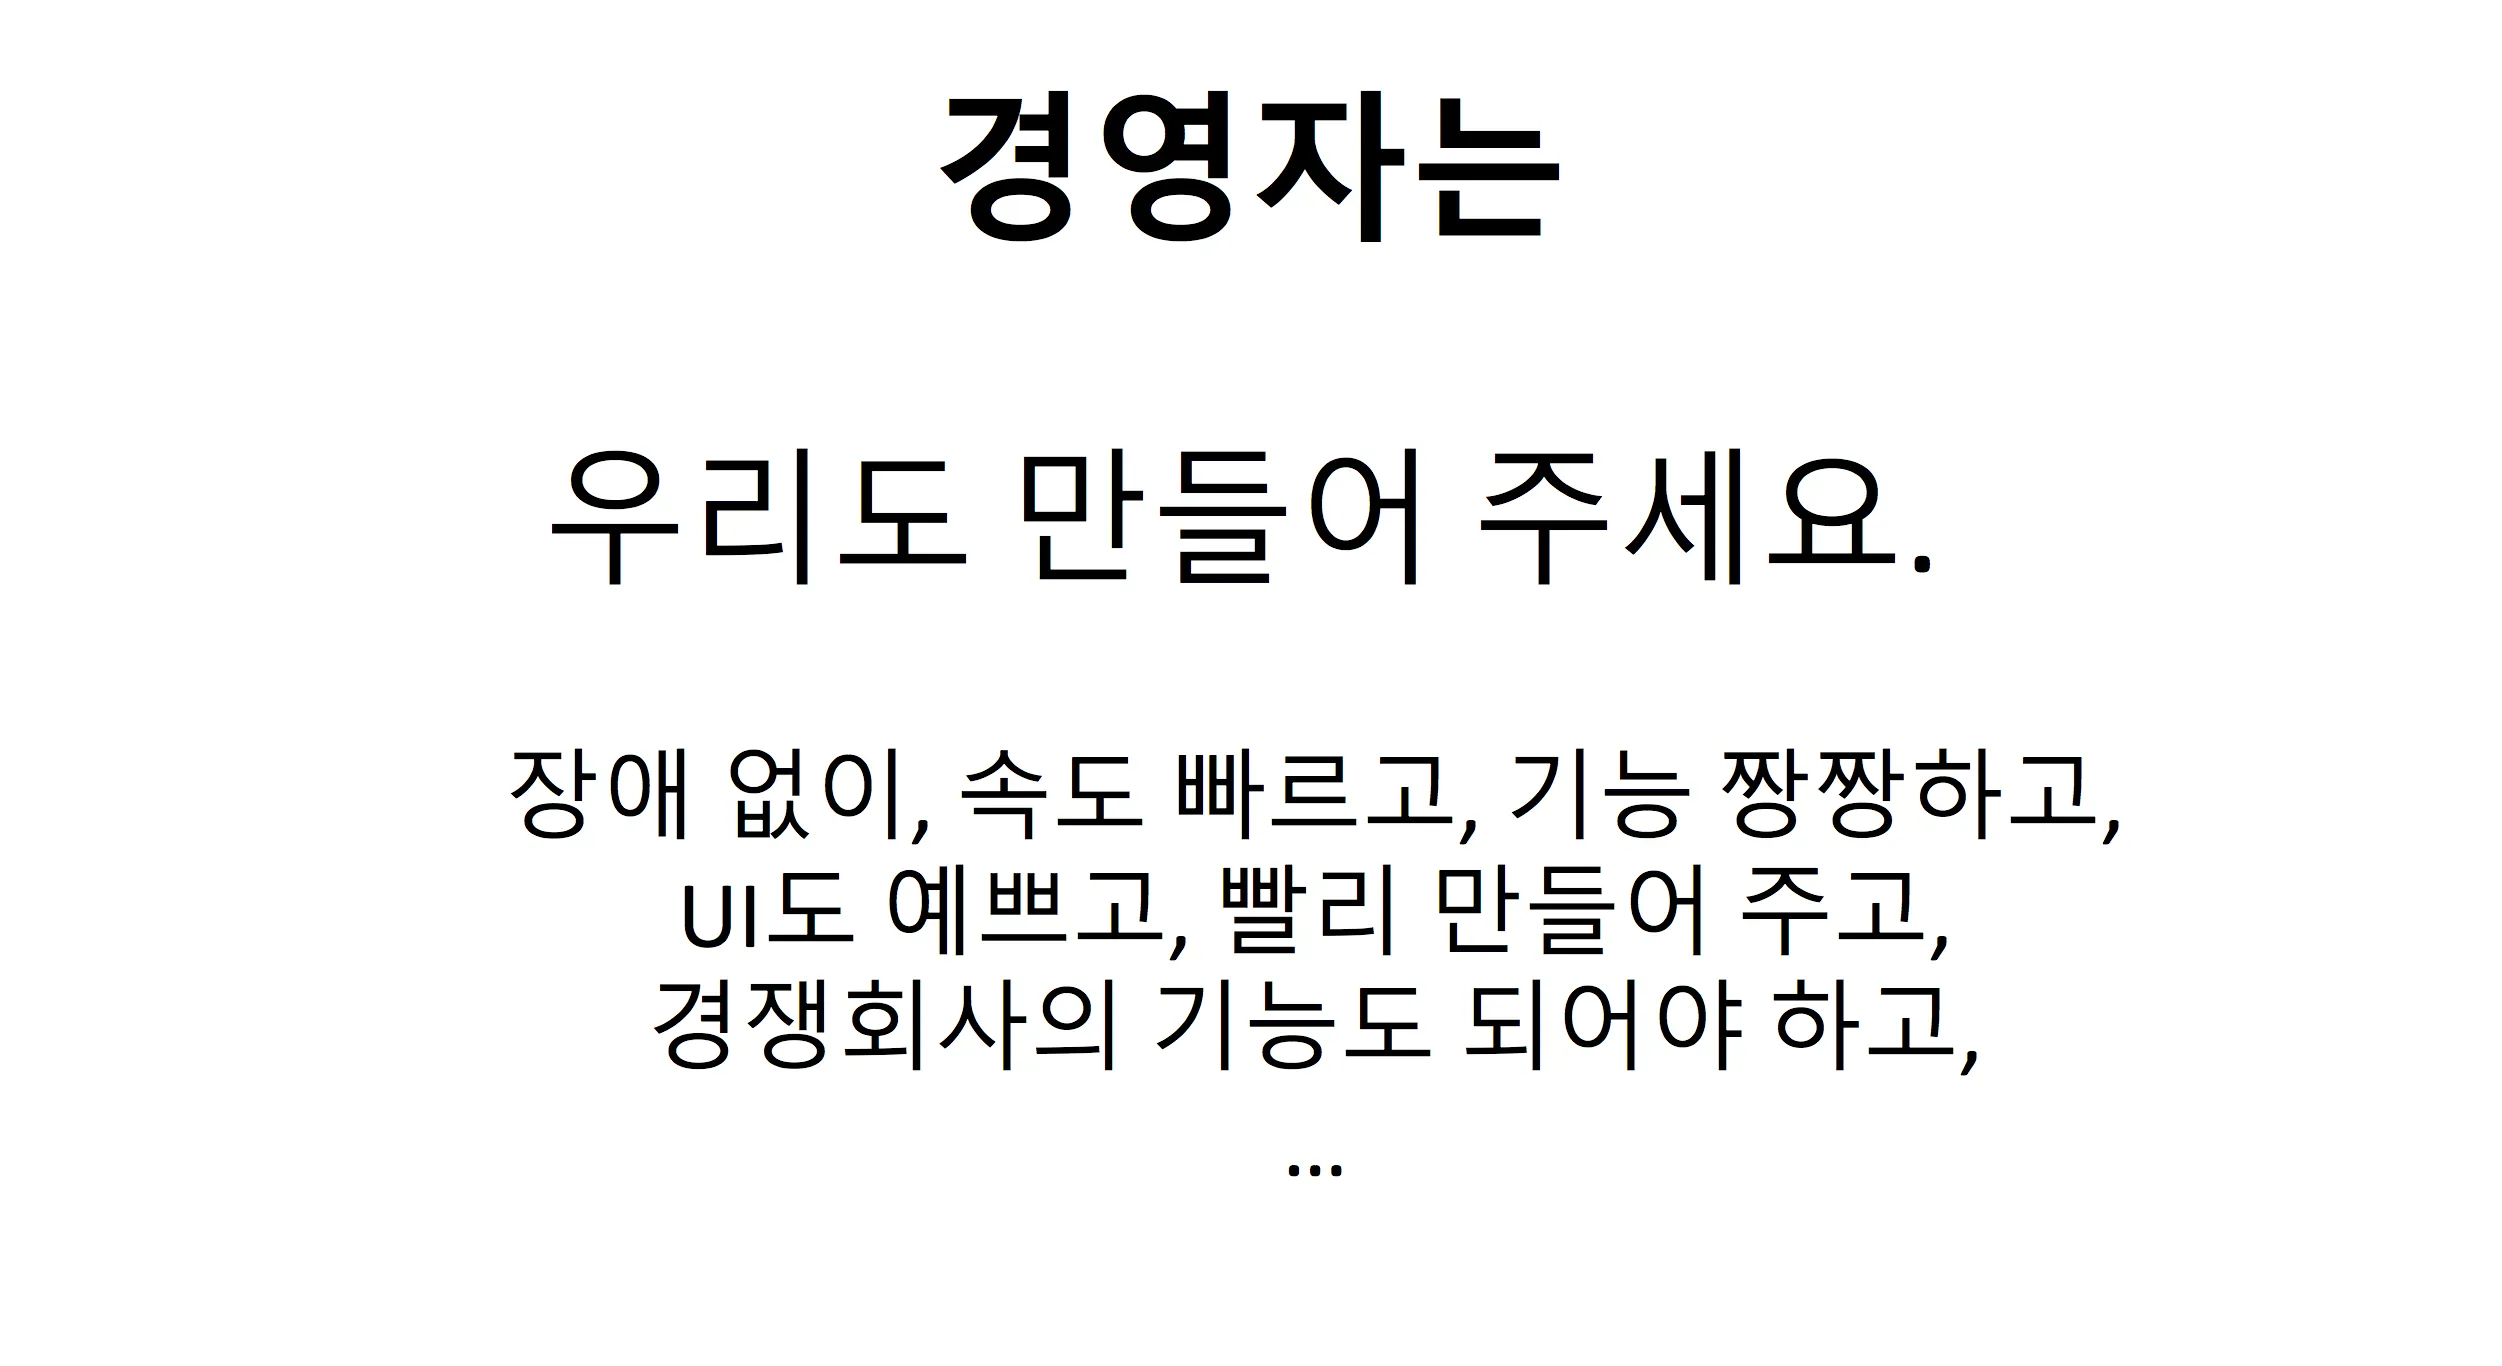 경영자는
우리도 만들어 주세요.
장애 없이, 속도 빠르고, 기능 짱짱하고,
UI도 예쁘고, 빨리 만들어 주고,
경쟁회사의 기능도 되어야 하고,
...